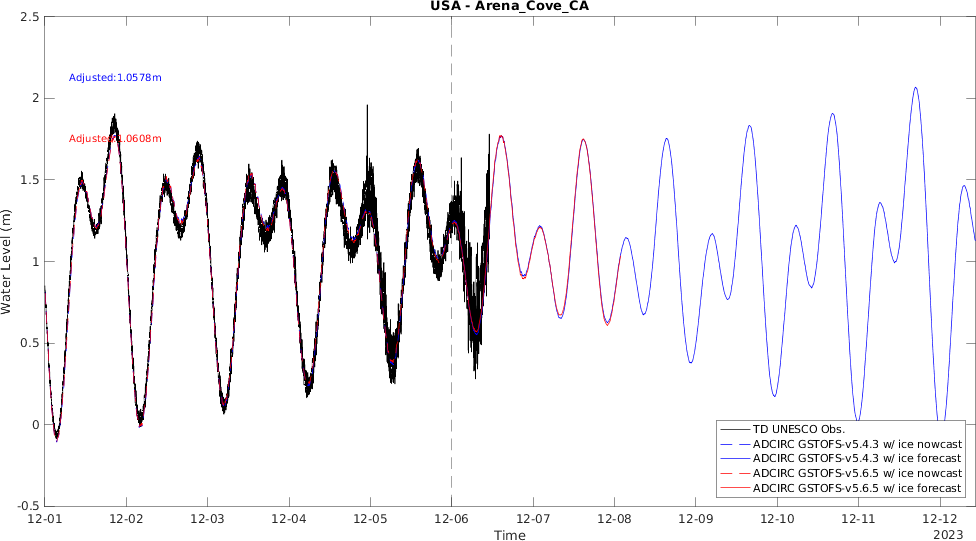 USA - Arena_Cove_CA
2.5
2
1.5
1
0.5
0
-0.5
Water Level (m)
Adjusted:1.0578m
Adjusted:1.0608m
TD UNESCO Obs.
ADCIRC GSTOFS-v5.4.3 w/ ice nowcast
ADCIRC GSTOFS-v5.4.3 w/ ice forecast
ADCIRC GSTOFS-v5.6.5 w/ ice nowcast
ADCIRC GSTOFS-v5.6.5 w/ ice forecast
12-01 12-02 12-03 12-04 12-05 12-06 12-07 12-08 12-09 12-10 12-11 12-12
Time
2023